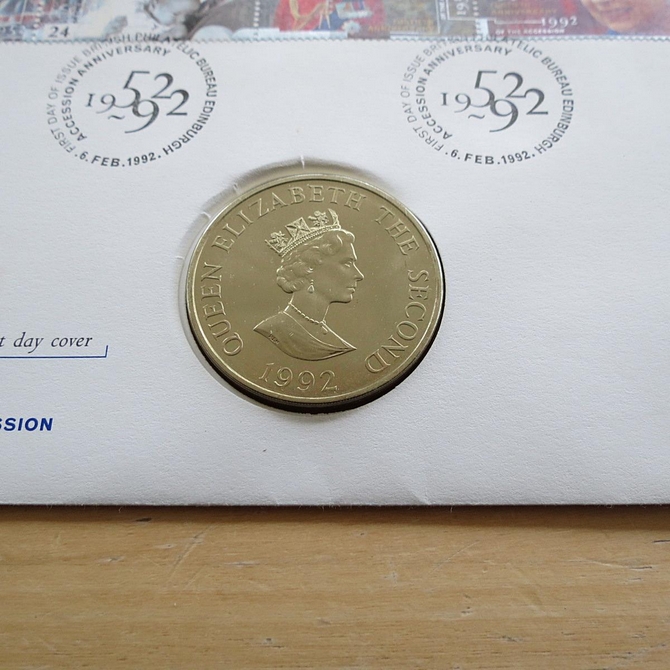 24
1992
FIRST DAY OF ISSUE BRITISH PHILATELIC BUREAU EDINBURGH
ACCESSION ANNIVERSARY
1952
~92
6. FEB. 1992.
FIRST DAY OF ISSUE BRITISH PHILATELIC BUREAU EDINBURGH
ACCESSION ANNIVERSARY
1952
~92
6. FEB. 1992.
QUEEN ELIZABETH THE SECOND
1992
day cover
SSION